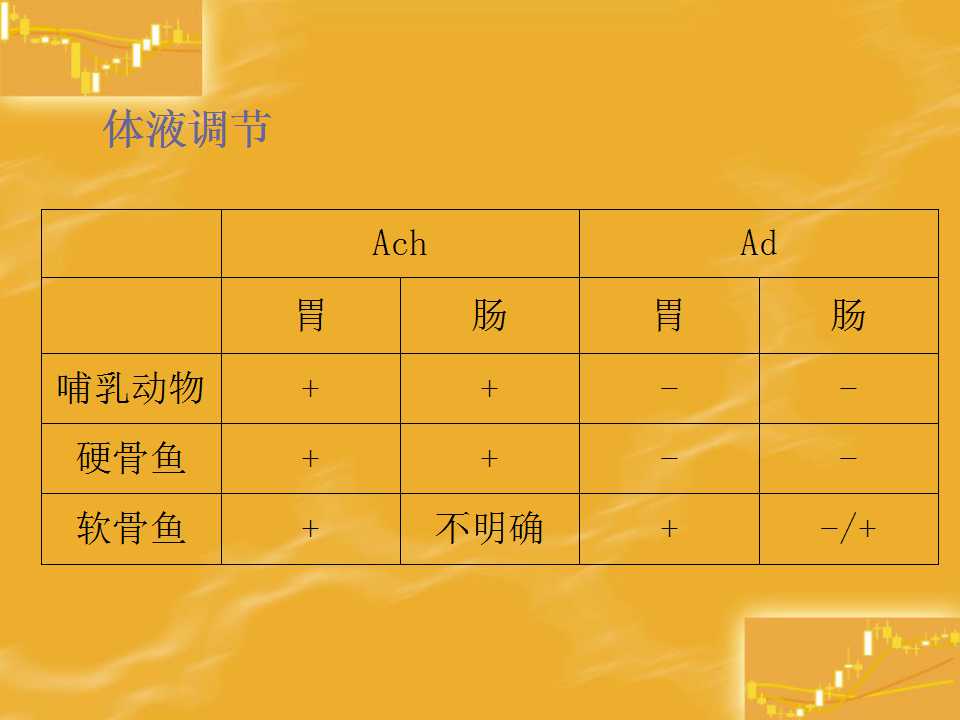 体液调节
Ach Ad
胃 肠 胃 肠
哺乳动物 + + - -
硬骨鱼 + + - -
软骨鱼 + 不明确 + -/+